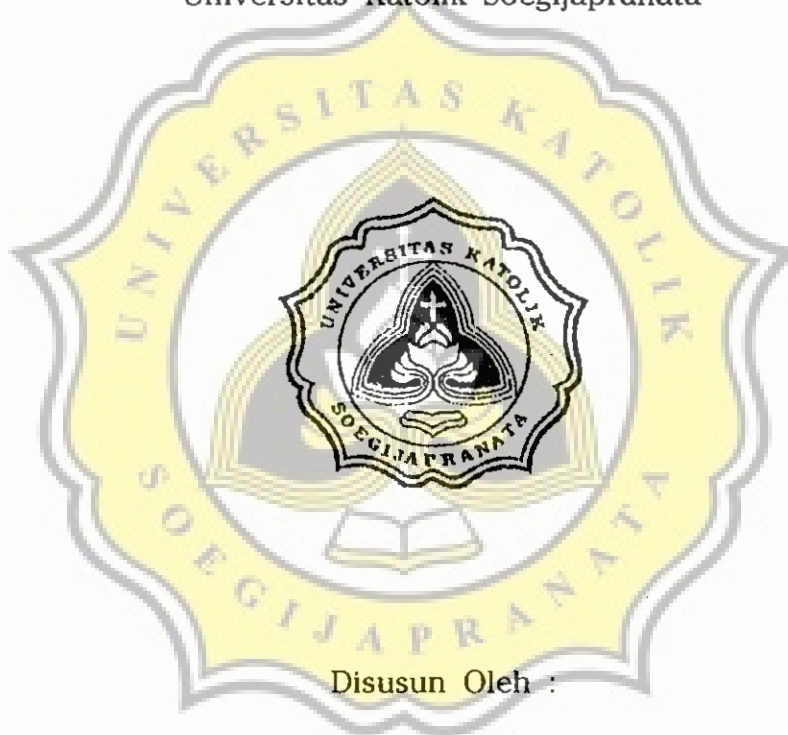 Universitas Katolik Soegijapranata
UNIVERSITAS KATOLIK
SOEGIJAPRANATA
UNIVERSITAS KATOLIK
SOEGIJAPRANATA
Disusun Oleh :